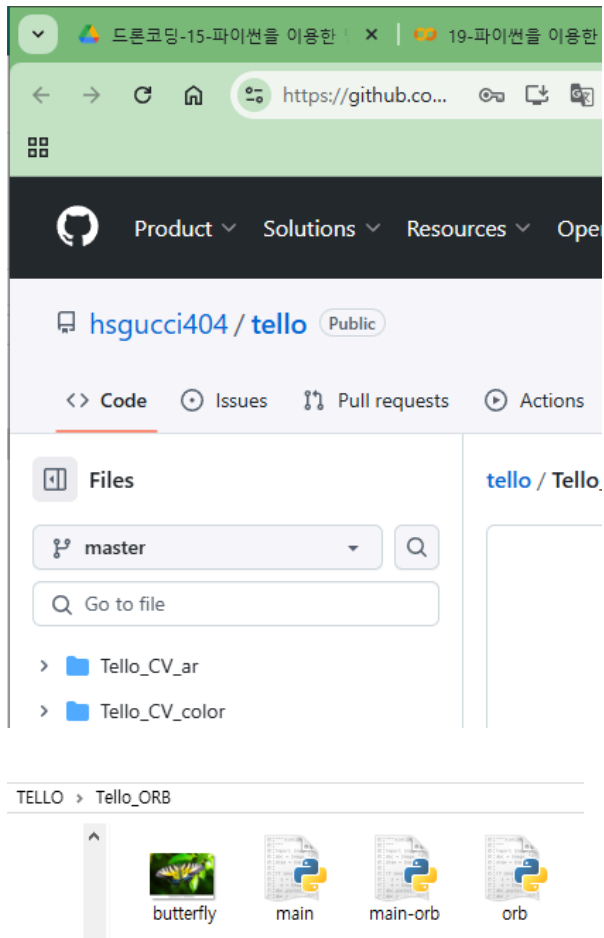 드론코딩-15-파이썬을 이용한
19-파이썬을 이용한
https://github.co...
Product
Solutions
Resources
Oper
hsgucci404 / tello Public
Code
Issues
Pull requests
Actions
Files
tello / Tello_
master
Go to file
Tello_CV_ar
Tello_CV_color
TELLO > Tello_ORB
butterfly
main
main-orb
orb